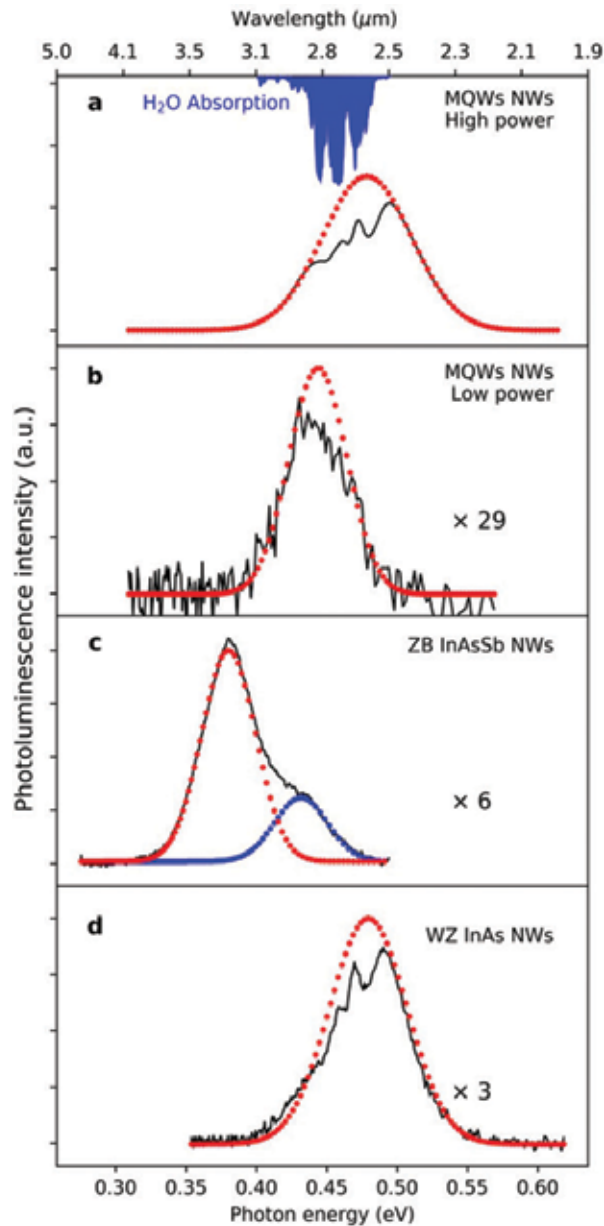 Wavelength (μm)
5.0 4.1 3.5 3.1 2.8 2.5 2.3 2.1 1.9
a H₂O Absorption MQWs NWs
High power
b MQWs NWs
Low power
× 29
c ZB InAsSb NWs
× 6
d WZ InAs NWs
× 3
Photoluminescence intensity (a.u.)
0.30 0.35 0.40 0.45 0.50 0.55 0.60
Photon energy (eV)